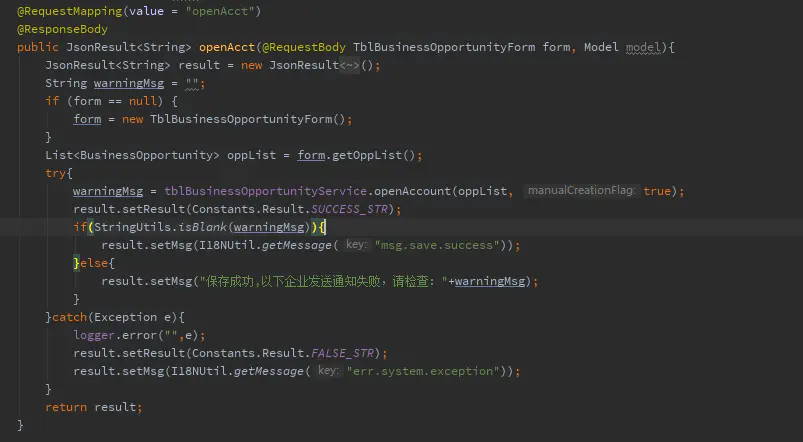 @RequestMapping(value = "openAcct")
@ResponseBody
public JsonResult<String> openAcct(@RequestBody TblBusinessOpportunityForm form, Model model){
JsonResult<String> result = new JsonResult<~>();
String warningMsg = "";
if (form == null) {
form = new TblBusinessOpportunityForm();
}
List<BusinessOpportunity> oppList = form.getOppList();
try{
warningMsg = tblBusinessOpportunityService.openAccount(oppList, manualCreationFlag: true);
result.setResult(Constants.Result.SUCCESS_STR);
if(StringUtils.isBlank(warningMsg)){
result.setMsg(I18NUtil.getMessage( key: "msg.save.success"));
}else{
result.setMsg("保存成功,以下企业发送通知失败，请检查："+warningMsg);
}
}catch(Exception e){
logger.error("",e);
result.setResult(Constants.Result.FALSE_STR);
result.setMsg(I18NUtil.getMessage( key: "err.system.exception"));
}
return result;
}